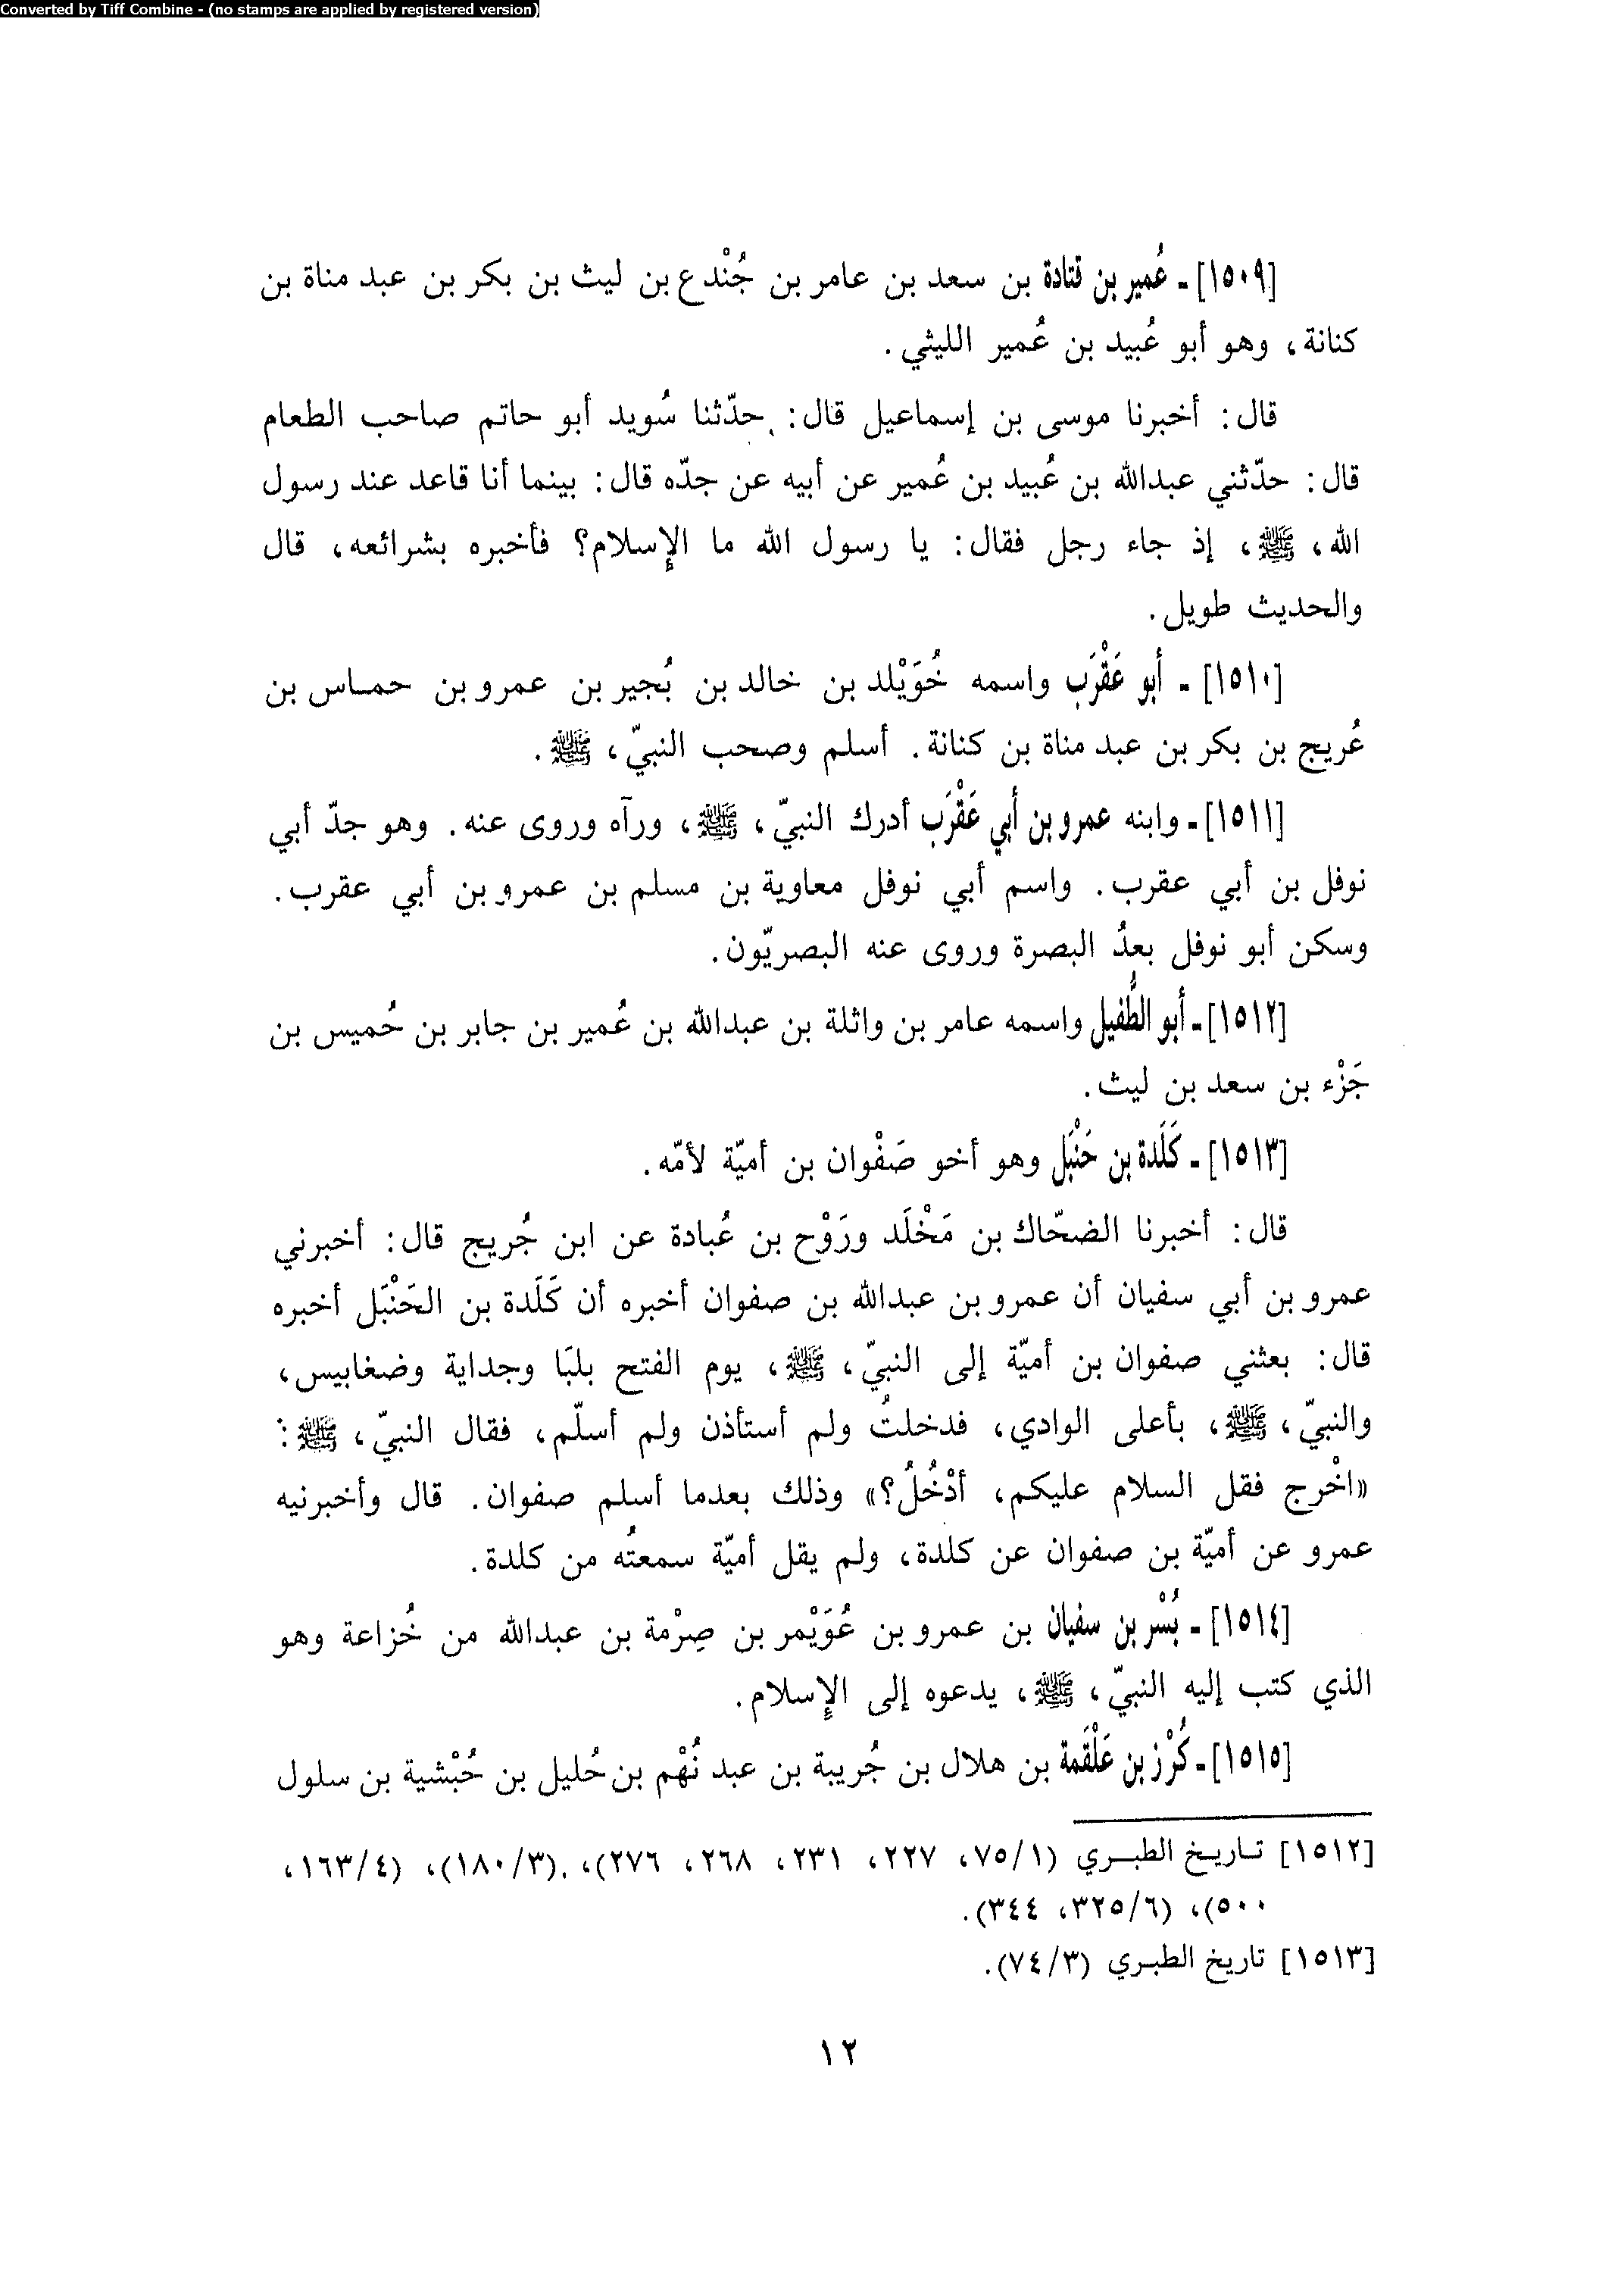 Converted by Tiff Combine - (no stamps are applied by registered version)
[١٥٠٩] - عُمير بن قتادة بن سعد بن عامر بن جُنْدع بن ليث بن بكر بن عبد مناة بن
كنانة، وهو أبو عُبيد بن عُمير الليثي.
قال: أخبرنا موسى بن إسماعيل قال: حدّثنا سُويد أبو حاتم صاحب الطعام
قال: حدّثني عبدالله بن عُبيد بن عُمير عن أبيه عن جدّه قال: بينما أنا قاعد عند رسول
الله، ﷺ، إذ جاء رجل فقال: يا رسول الله ما الإسلام؟ فأخبره بشرائعه، قال
والحديث طويل.
[١٥١٠] - أبو عَقْرَب واسمه خُوَيْلد بن خالد بن بُجير بن عمرو بن حماس بن
عُريج بن بكر بن عبد مناة بن كنانة. أسلم وصحب النبيّ، ﷺ.
[١٥١١] - وابنه عمرو بن أبي عَقْرَب أدرك النبيّ، ﷺ، ورآه وروى عنه. وهو جدّ أبي
نوفل بن أبي عقرب. واسم أبي نوفل معاوية بن مسلم بن عمرو بن أبي عقرب.
وسكن أبو نوفل بعدُ البصرة وروى عنه البصريّون.
[١٥١٢] - أبو الطُّفيل واسمه عامر بن واثلة بن عبدالله بن عُمير بن جابر بن حُميس بن
جَزْء بن سعد بن ليث.
[١٥١٣] - كَلَدة بن حَنْبَل وهو أخو صَفْوان بن أميّة لأمّه.
قال: أخبرنا الضحّاك بن مَخْلَد ورَوْح بن عُبادة عن ابن جُريج قال: أخبرني
عمرو بن أبي سفيان أن عمرو بن عبدالله بن صفوان أخبره أن كَلَدة بن الحَنْبَل أخبره
قال: بعثني صفوان بن أميّة إلى النبيّ، ﷺ، يوم الفتح بلبَا وجداية وضغابيس،
والنبيّ، ﷺ، بأعلى الوادي، فدخلتُ ولم أستأذن ولم أسلّم، فقال النبيّ، ﷺ:
«اخْرج فقل السلام عليكم، أدْخُلُ؟» وذلك بعدما أسلم صفوان. قال وأخبرنيه
عمرو عن أميّة بن صفوان عن كلدة، ولم يقل أميّة سمعتُه من كلدة.
[١٥١٤] - بُسْر بن سفيان بن عمرو بن عُوَيْمر بن صِرْمة بن عبدالله من خُزاعة وهو
الذي كتب إليه النبيّ، ﷺ، يدعوه إلى الإسلام.
[١٥١٥] - كُرْز بن عَلْقَمة بن هلال بن جُريبة بن عبد نُهْم بن حُليل بن حُبْشية بن سلول
[١٥١٢] تاريخ الطبري (١/٧٥، ٢٢٧، ٢٣١، ٢٦٨، ٢٧٦)، (٣/١٨٠)، (٤/١٦٣،
٥٠٠)، (٦/٣٢٥، ٣٤٤).
[١٥١٣] تاريخ الطبري (٣/٧٤).
١٢